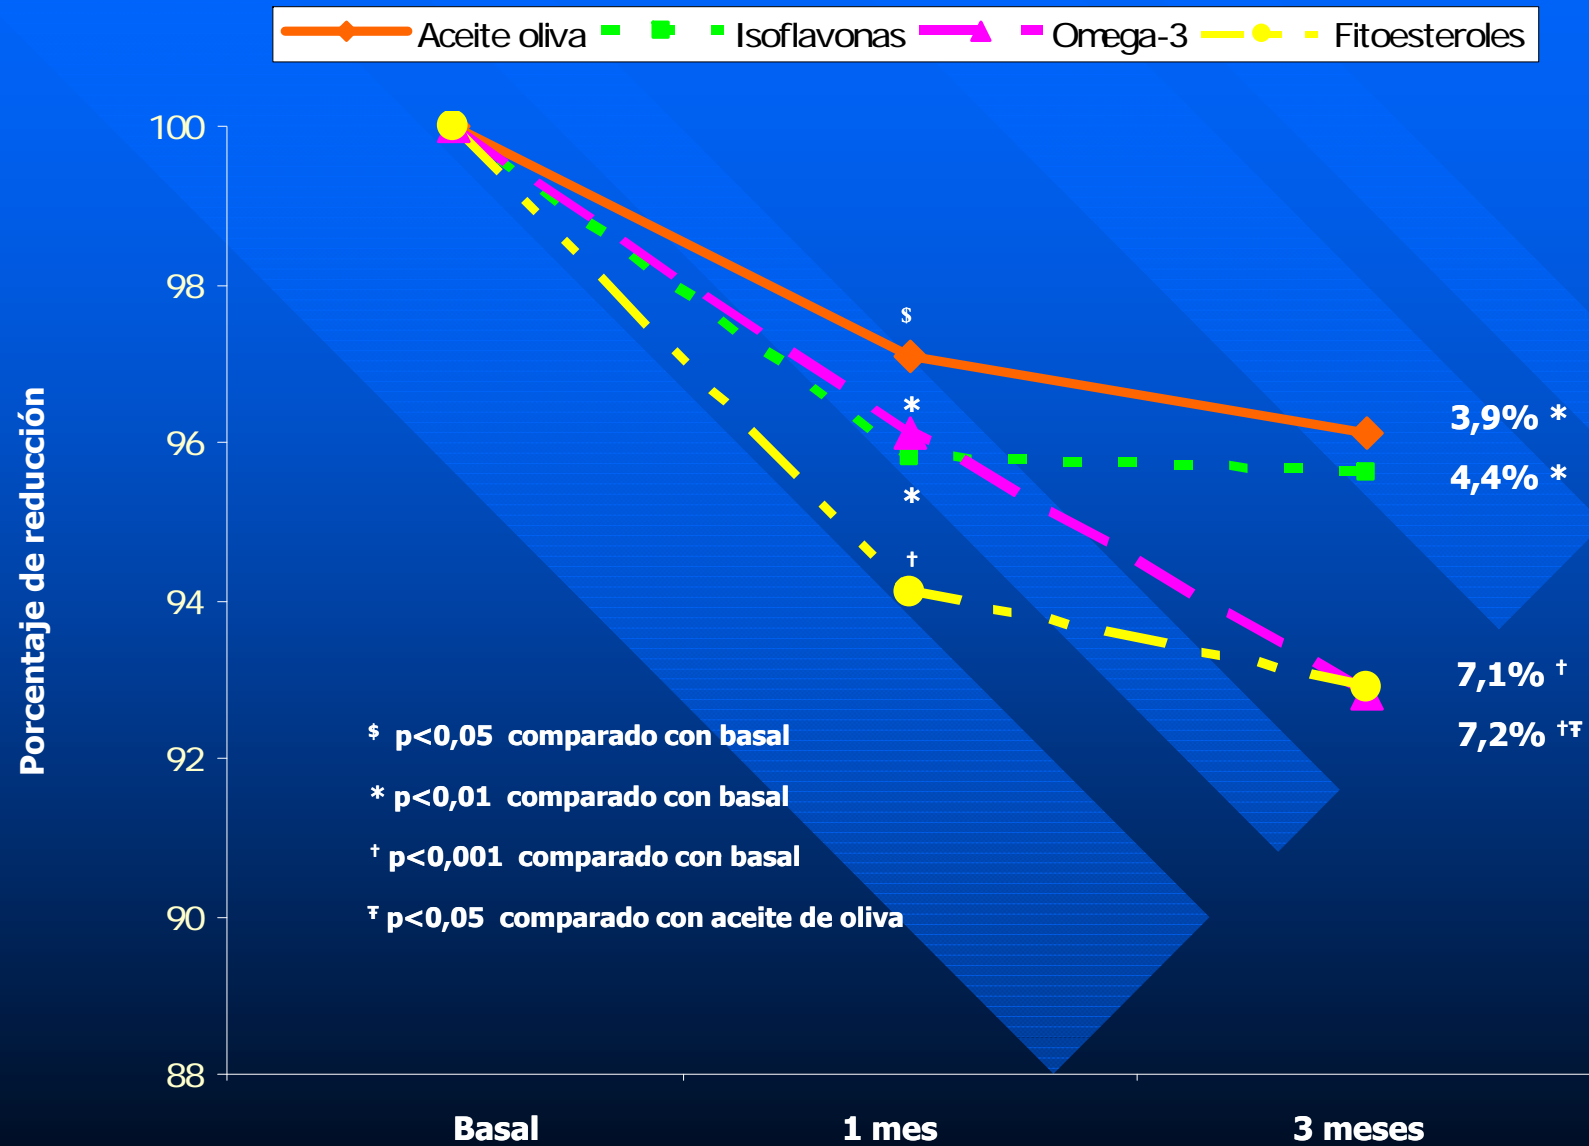 Aceite oliva Isoflavonas Omega-3 Fitoesteroles
100
98
96
94
92
90
88
Porcentaje de reducción
$
*
*
†
3,9% *
4,4% *
7,1% †
7,2% †Ŧ
$ p<0,05 comparado con basal
* p<0,01 comparado con basal
† p<0,001 comparado con basal
Ŧ p<0,05 comparado con aceite de oliva
Basal 1 mes 3 meses